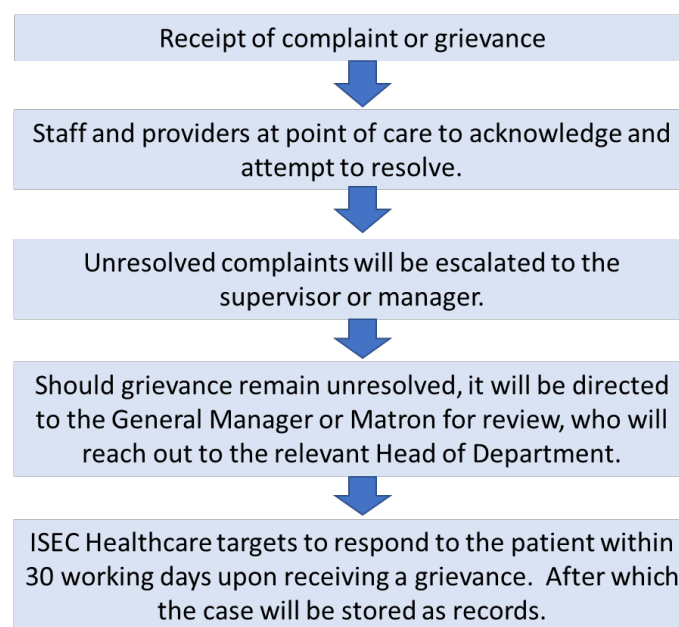 Receipt of complaint or grievance
Staff and providers at point of care to acknowledge and
attempt to resolve.
Unresolved complaints will be escalated to the
supervisor or manager.
Should grievance remain unresolved, it will be directed
to the General Manager or Matron for review, who will
reach out to the relevant Head of Department.
ISEC Healthcare targets to respond to the patient within
30 working days upon receiving a grievance.  After which
the case will be stored as records.